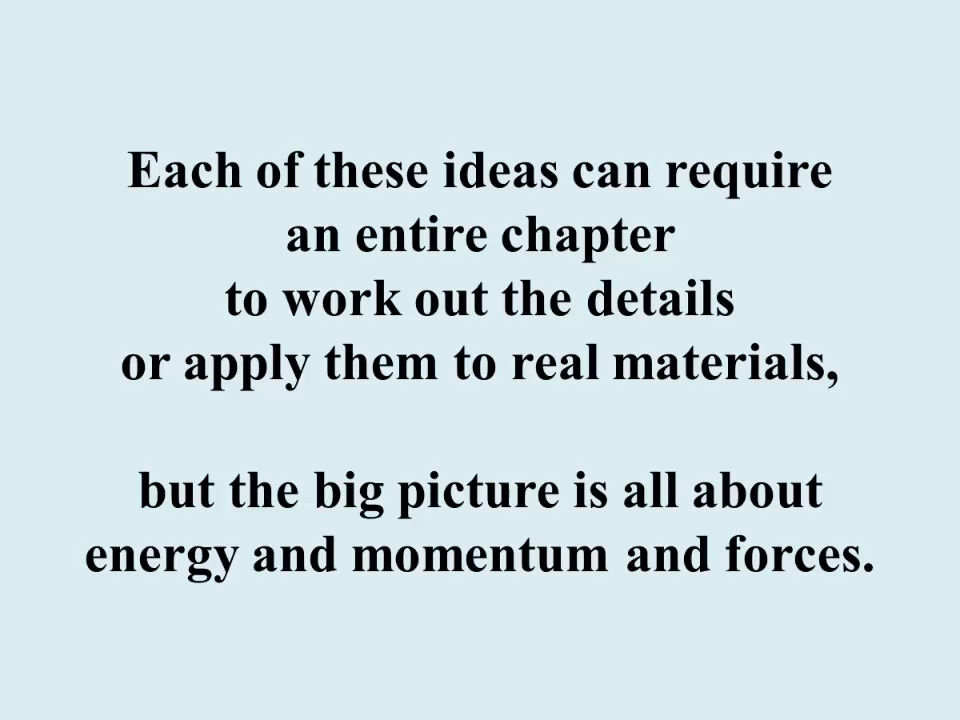 Each of these ideas can require
an entire chapter
to work out the details
or apply them to real materials,
but the big picture is all about
energy and momentum and forces.